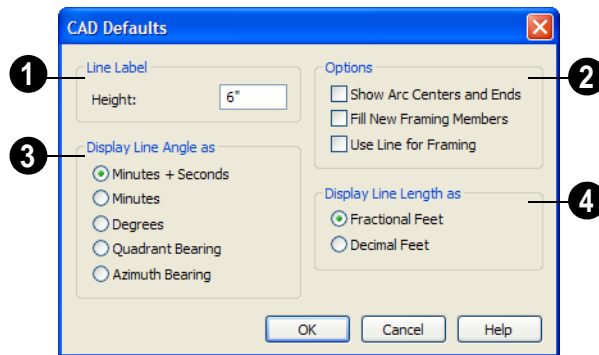 CAD Defaults
1
Line Label
Height:
6"
Options
2
Show Arc Centers and Ends
Fill New Framing Members
Use Line for Framing
3
Display Line Angle as
Minutes + Seconds
Minutes
Degrees
Quadrant Bearing
Azimuth Bearing
Display Line Length as
4
Fractional Feet
Decimal Feet
OK
Cancel
Help